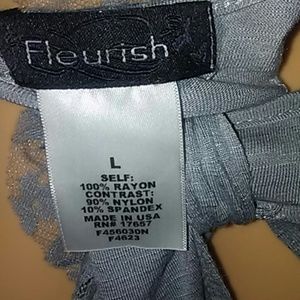 Fleurish
L
SELF:
100% RAYON
CONTRAST:
90% NYLON
10% SPANDEX
MADE IN USA
RN# 17657
F456030N
F4623